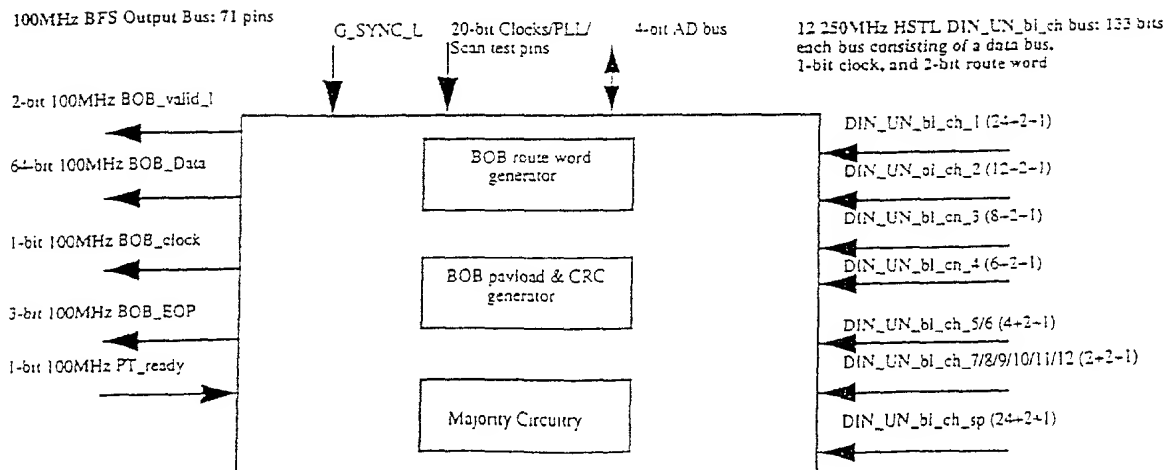 100MHz BFS Output Bus: 71 pins
G_SYNC_L
20-bit Clocks/PLL/
Scan test pins
4-bit AD bus
12 250MHz HSTL DIN_UN_bi_ch bus: 133 bits
each bus consisting of a data bus,
1-bit clock, and 2-bit route word
2-bit 100MHz BOB_valid_l
64-bit 100MHz BOB_Data
1-bit 100MHz BOB_clock
3-bit 100MHz BOB_EOP
1-bit 100MHz PT_ready
BOB route word
generator
BOB payload & CRC
generator
Majority Circuitry
DIN_UN_bi_ch_1 (24+2+1)
DIN_UN_bi_ch_2 (12+2+1)
DIN_UN_bi_ch_3 (8+2+1)
DIN_UN_bi_ch_4 (6+2+1)
DIN_UN_bi_ch_5/6 (4+2+1)
DIN_UN_bi_ch_7/8/9/10/11/12 (2+2+1)
DIN_UN_bi_ch_sp (24+2+1)